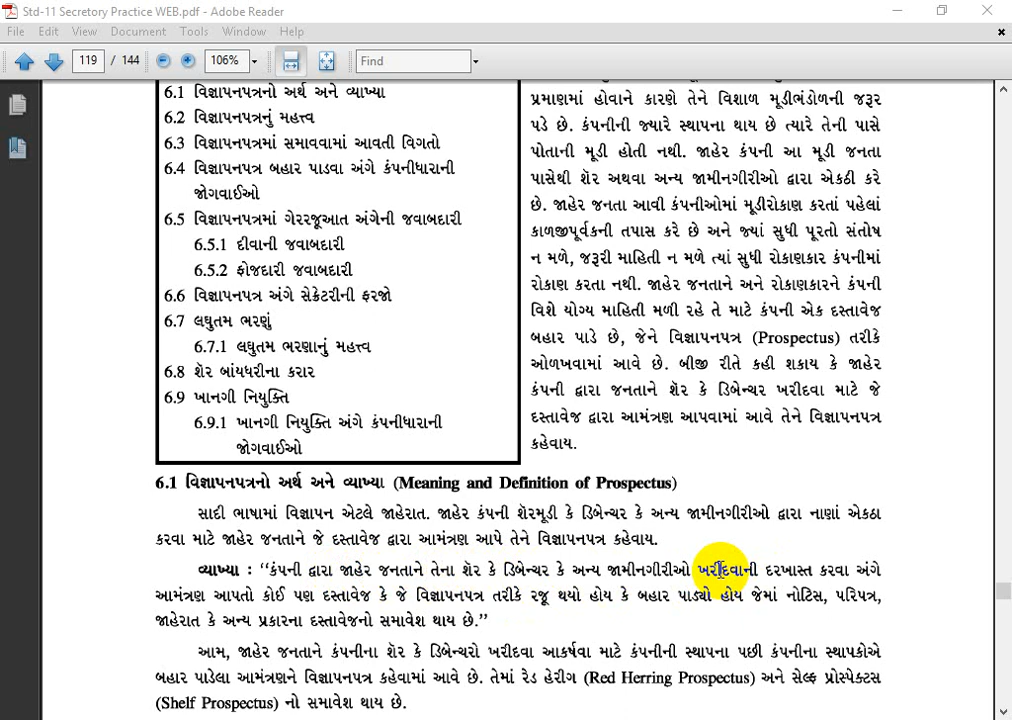 Std-11 Secretory Practice WEB.pdf - Adobe Reader
File Edit View Document Tools Window Help
119 / 144 106% Find
6.1 વિજ્ઞાપનપત્રનો અર્થ અને વ્યાખ્યા
6.2 વિજ્ઞાપનપત્રનું મહત્ત્વ
6.3 વિજ્ઞાપનપત્રમાં સમાવવામાં આવતી વિગતો
6.4 વિજ્ઞાપનપત્ર બહાર પાડવા અંગે કંપનીધારાની
જોગવાઈઓ
6.5 વિજ્ઞાપનપત્રમાં ગેરરજૂઆત અંગેની જવાબદારી
6.5.1 દીવાની જવાબદારી
6.5.2 ફોજદારી જવાબદારી
6.6 વિજ્ઞાપનપત્ર અંગે સેક્રેટરીની ફરજો
6.7 લઘુતમ ભરણું
6.7.1 લઘુતમ ભરણાનું મહત્ત્વ
6.8 શૅર બાંયધરીના કરાર
6.9 ખાનગી નિયુક્તિ
6.9.1 ખાનગી નિયુક્તિ અંગે કંપનીધારાની
જોગવાઈઓ
પ્રમાણમાં હોવાને કારણે તેને વિશાળ મૂડીભંડોળની જરૂર
પડે છે. કંપનીની જ્યારે સ્થાપના થાય છે ત્યારે તેની પાસે
પોતાની મૂડી હોતી નથી. જાહેર કંપની આ મૂડી જનતા
પાસેથી શૅર અથવા અન્ય જામીનગીરીઓ દ્વારા એકઠી કરે
છે. જાહેર જનતા આવી કંપનીઓમાં મૂડીરોકાણ કરતાં પહેલાં
કાળજીપૂર્વકની તપાસ કરે છે અને જ્યાં સુધી પૂરતો સંતોષ
ન મળે, જરૂરી માહિતી ન મળે ત્યાં સુધી રોકાણકાર કંપનીમાં
રોકાણ કરતા નથી. જાહેર જનતાને અને રોકાણકારને કંપની
વિશે યોગ્ય માહિતી મળી રહે તે માટે કંપની એક દસ્તાવેજ
બહાર પાડે છે, જેને વિજ્ઞાપનપત્ર (Prospectus) તરીકે
ઓળખવામાં આવે છે. બીજી રીતે કહી શકાય કે જાહેર
કંપની દ્વારા જનતાને શૅર કે ડિબેન્ચર ખરીદવા માટે જે
દસ્તાવેજ દ્વારા આમંત્રણ આપવામાં આવે તેને વિજ્ઞાપનપત્ર
કહેવાય.
6.1 વિજ્ઞાપનપત્રનો અર્થ અને વ્યાખ્યા (Meaning and Definition of Prospectus)
સાદી ભાષામાં વિજ્ઞાપન એટલે જાહેરાત. જાહેર કંપની શૅરમૂડી કે ડિબેન્ચર કે અન્ય જામીનગીરીઓ દ્વારા નાણાં એકઠા
કરવા માટે જાહેર જનતાને જે દસ્તાવેજ દ્વારા આમંત્રણ આપે તેને વિજ્ઞાપનપત્ર કહેવાય.
વ્યાખ્યા : ‘‘કંપની દ્વારા જાહેર જનતાને તેના શૅર કે ડિબેન્ચર કે અન્ય જામીનગીરીઓ ખરીદવાની દરખાસ્ત કરવા અંગે
આમંત્રણ આપતો કોઈ પણ દસ્તાવેજ કે જે વિજ્ઞાપનપત્ર તરીકે રજૂ થયો હોય કે બહાર પાડ્યો હોય જેમાં નોટિસ, પરિપત્ર,
જાહેરાત કે અન્ય પ્રકારના દસ્તાવેજનો સમાવેશ થાય છે.’’
આમ, જાહેર જનતાને કંપનીના શૅર કે ડિબેન્ચરો ખરીદવા આકર્ષવા માટે કંપનીની સ્થાપના પછી કંપનીના સ્થાપકોએ
બહાર પાડેલા આમંત્રણને વિજ્ઞાપનપત્ર કહેવામાં આવે છે. તેમાં રેડ હેરીંગ (Red Herring Prospectus) અને સેલ્ફ પ્રોસ્પેક્ટસ
(Shelf Prospectus) નો સમાવેશ થાય છે.